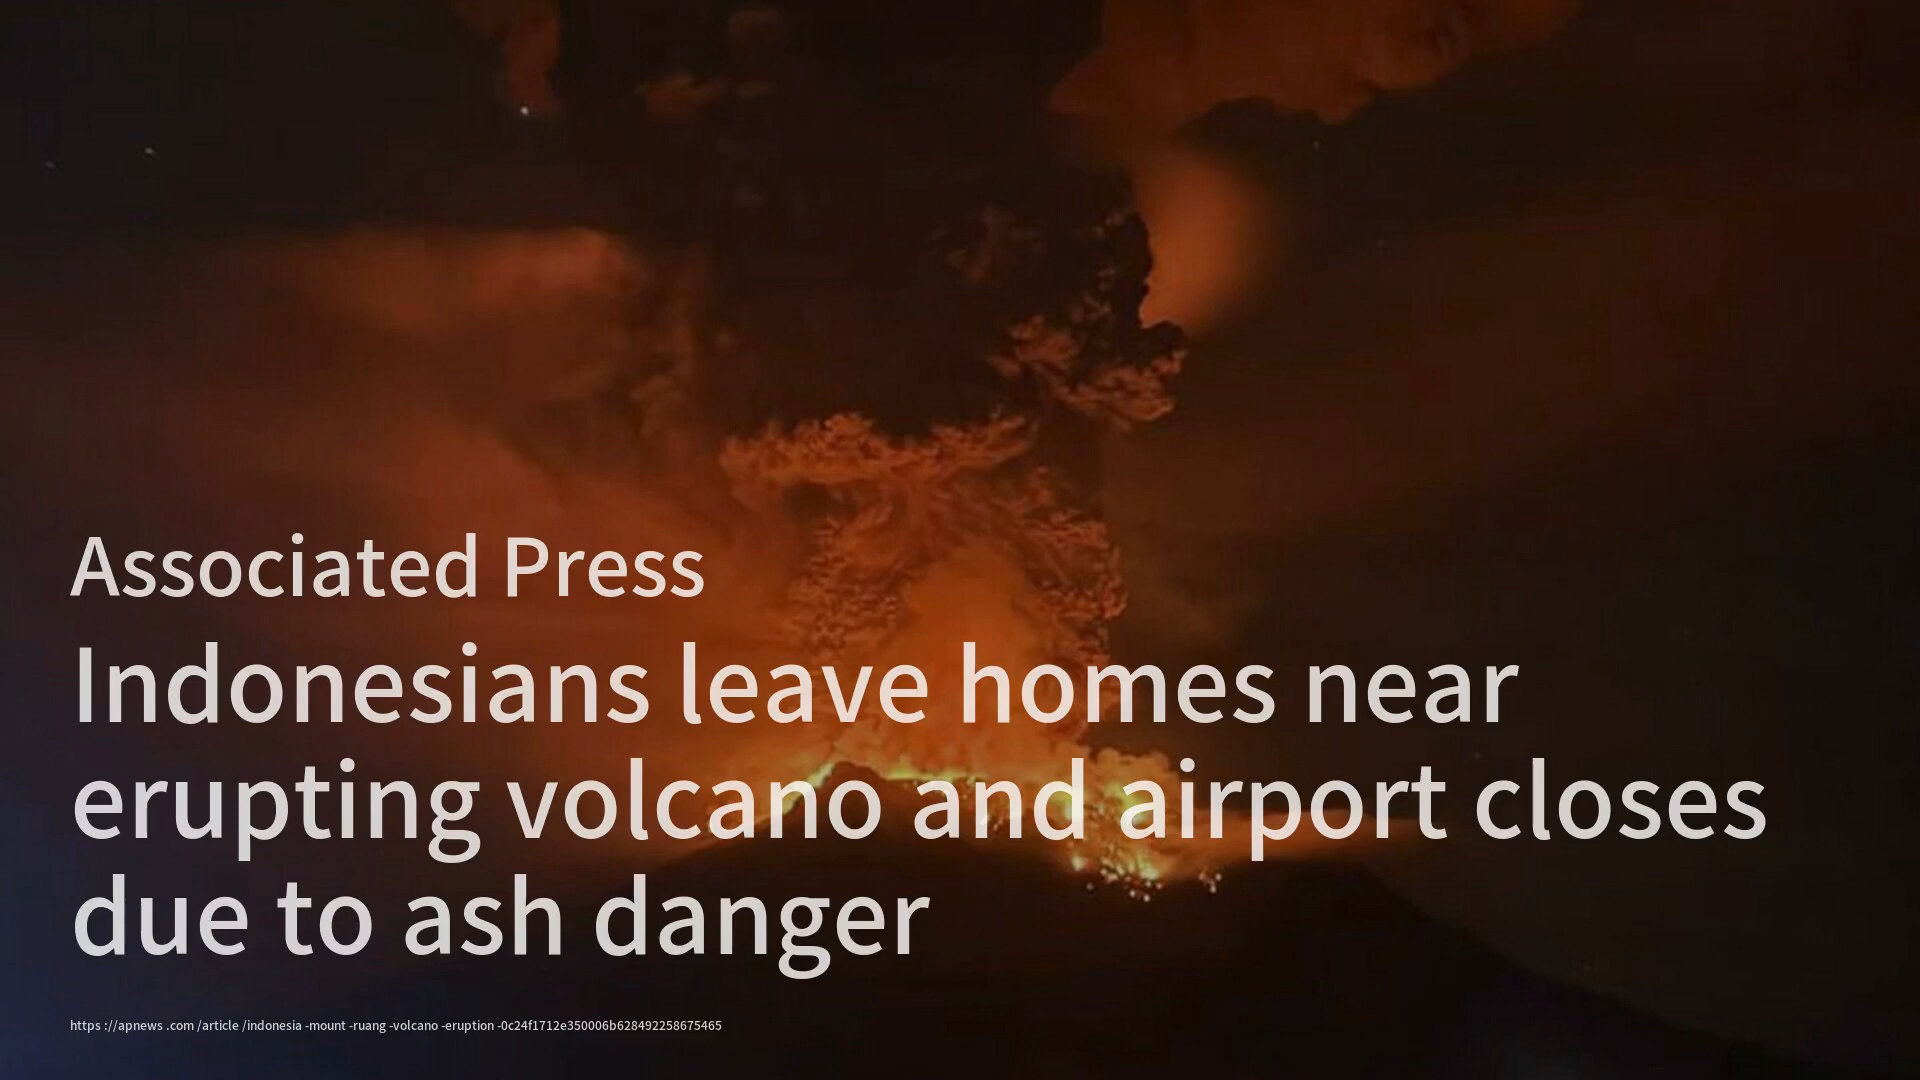 Associated Press
Indonesians leave homes near
erupting volcano and airport closes
due to ash danger
https ://apnews .com /article /indonesia -mount -ruang -volcano -eruption -0c24f1712e350006b628492258675465